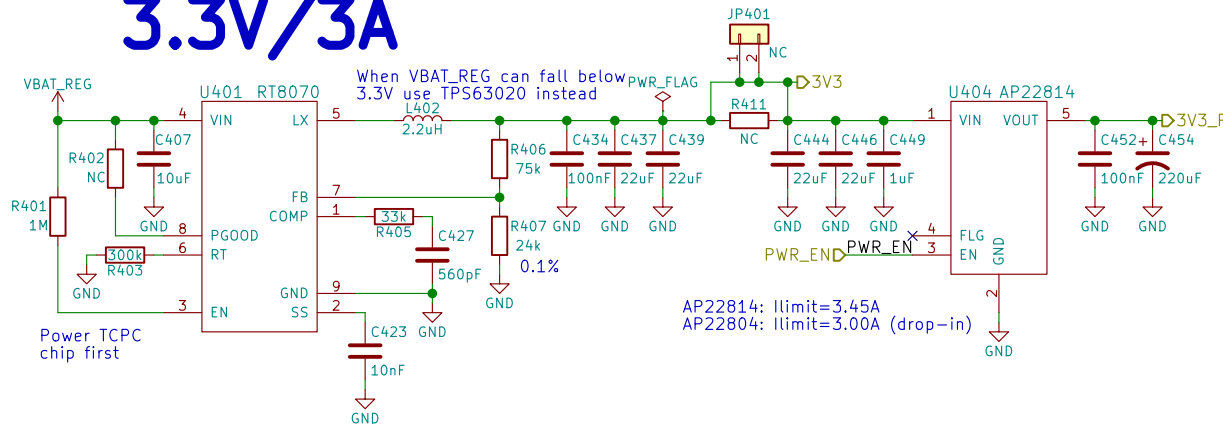 3.3V/3A
JP401
NC
1
2
VBAT_REG
U401 RT8070
When VBAT_REG can fall below
3.3V use TPS63020 instead
PWR_FLAG
3V3
L402
2.2uH
R411
NC
U404 AP22814
4 VIN
LX 5
1 VIN
VOUT 5
3V3_
R402
NC
C407
10uF
R406
75k
C434
100nF
C437
22uF
C439
22uF
C444
22uF
C446
22uF
C449
1uF
C452
100nF
+
C454
220uF
R401
1M
GND
FB 7
COMP 1
33k
R405
R407
24k
0.1%
GND
GND
GND
GND
GND
GND
GND
GND
8 PGOOD
6 RT
300k
R403
GND
C427
560pF
GND
PWR_EN
PWR_EN
4 FLG
3 EN
GND
2
GND
GND 9
SS 2
3 EN
GND
C423
10nF
GND
Power TCPC
chip first
AP22814: Ilimit=3.45A
AP22804: Ilimit=3.00A (drop-in)